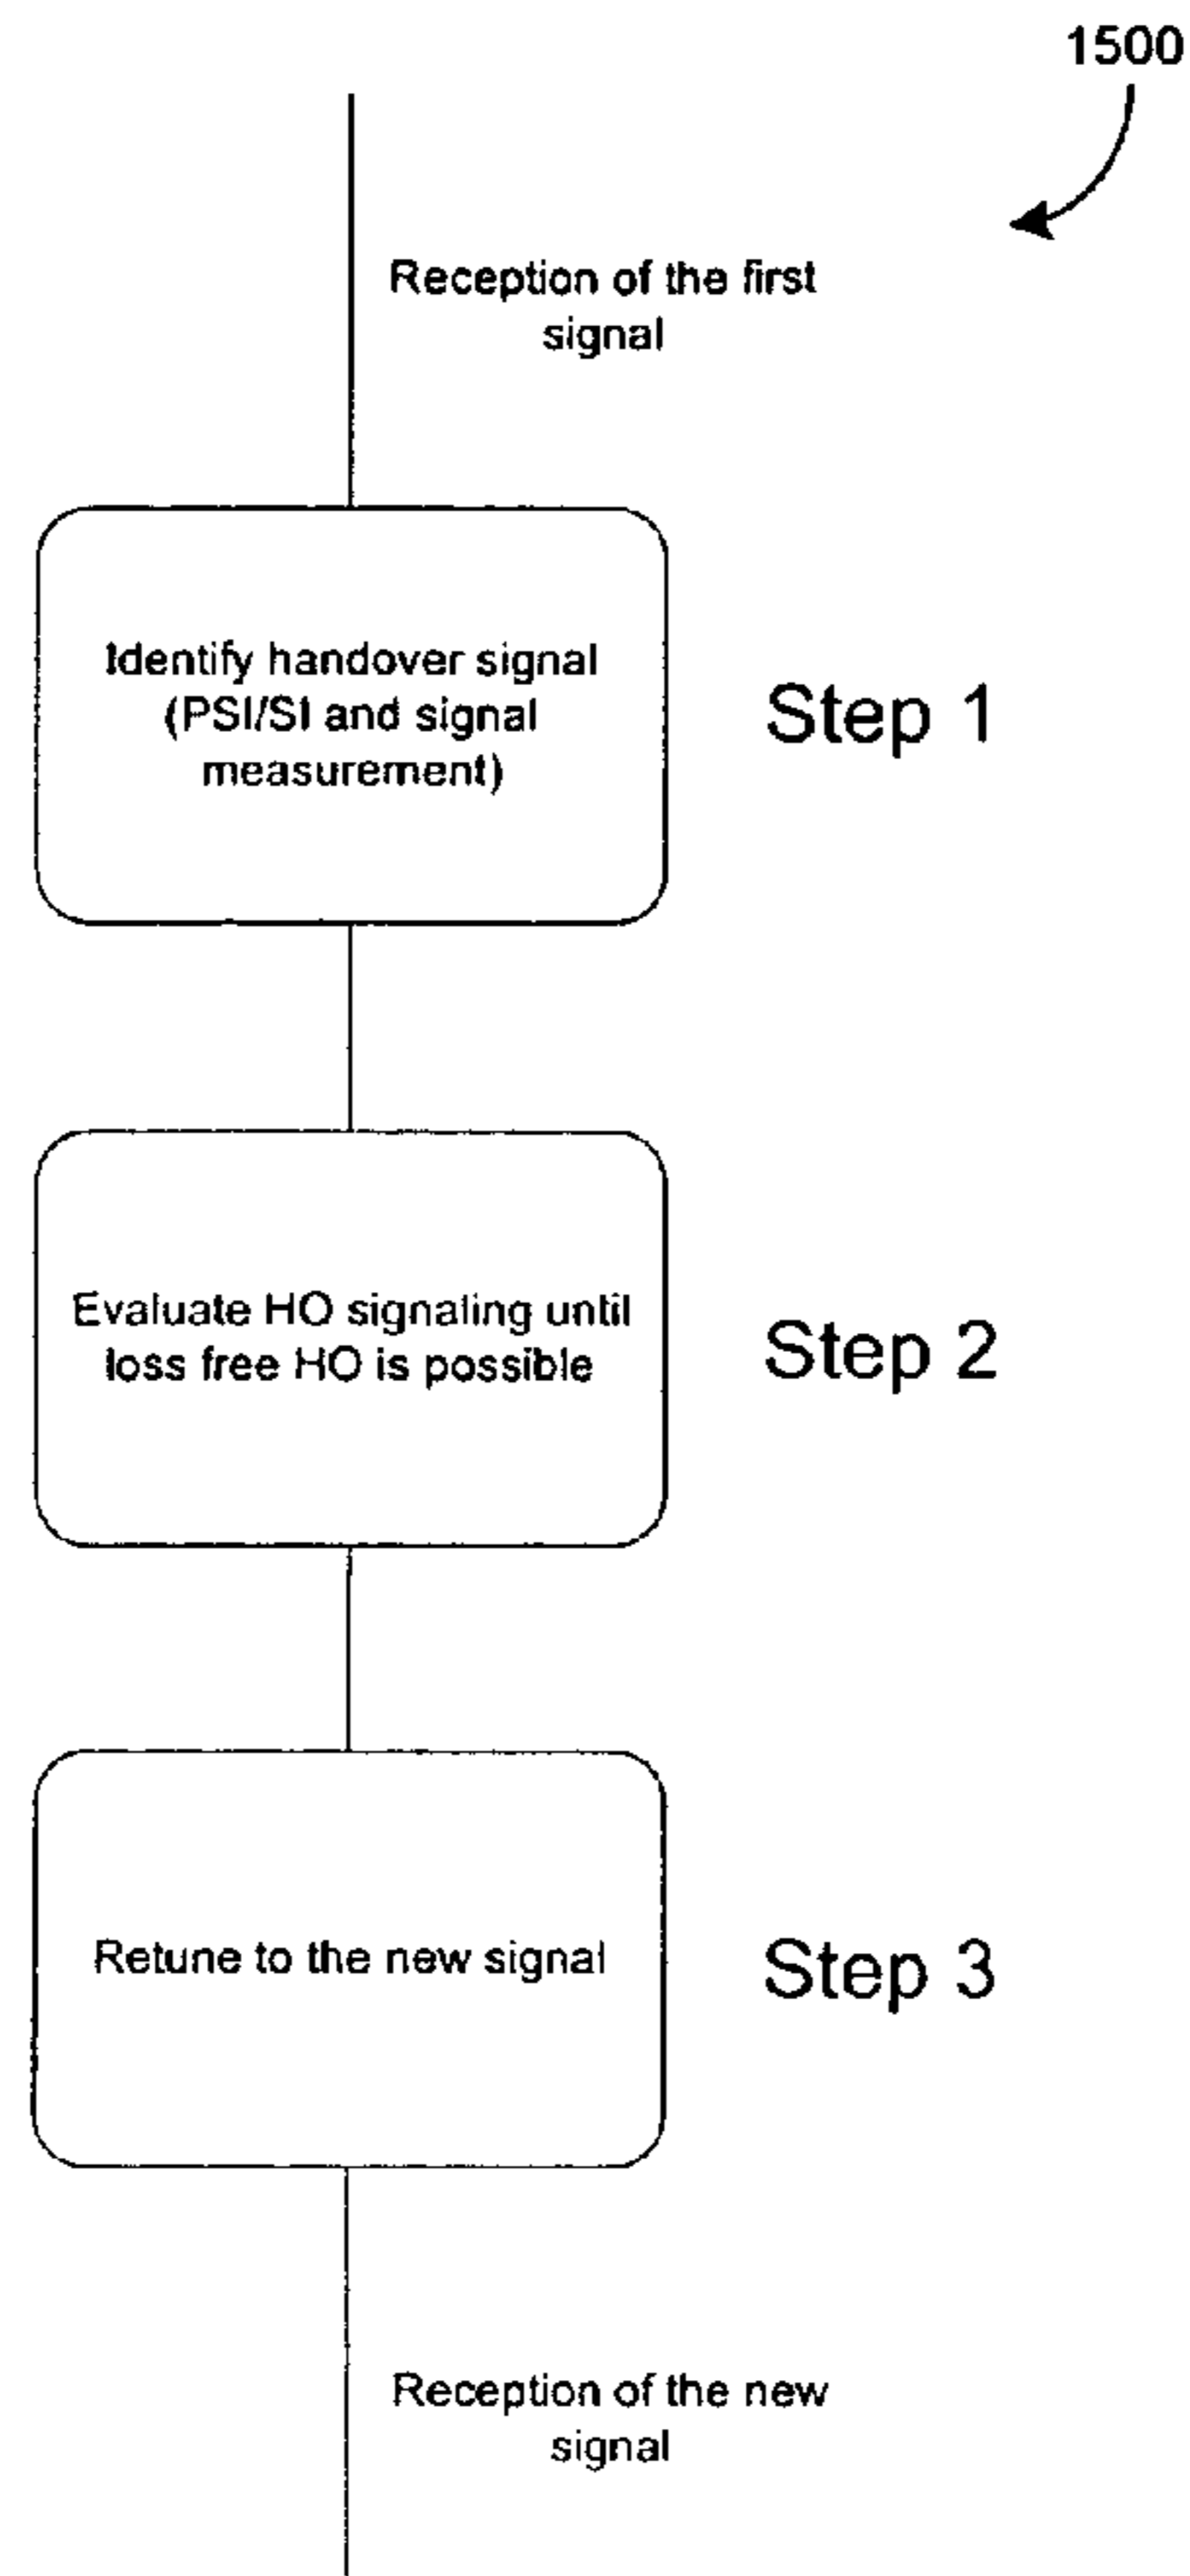 1500
Reception of the first
signal
Identify handover signal
(PSI/SI and signal
measurement)
Step 1
Evaluate HO signaling until
loss free HO is possible
Step 2
Retune to the new signal
Step 3
Reception of the new
signal